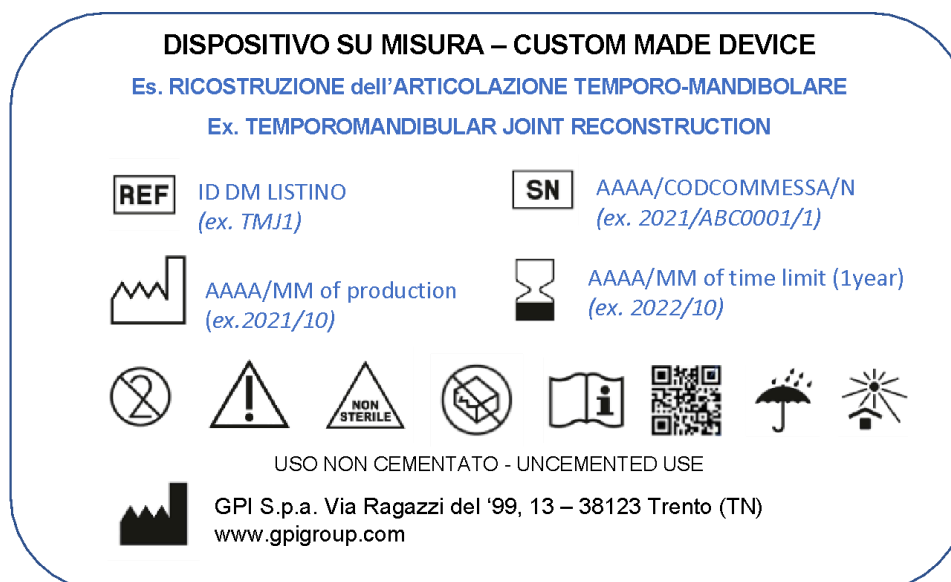 DISPOSITIVO SU MISURA – CUSTOM MADE DEVICE
Es. RICOSTRUZIONE dell'ARTICOLAZIONE TEMPORO-MANDIBOLARE
Ex. TEMPOROMANDIBULAR JOINT RECONSTRUCTION
REF
ID DM LISTINO
(ex. TMJ1)
SN
AAAA/CODCOMMESSA/N
(ex. 2021/ABC0001/1)
AAAA/MM of production
(ex.2021/10)
AAAA/MM of time limit (1year)
(ex. 2022/10)
2
NON
STERILE
USO NON CEMENTATO - UNCEMENTED USE
GPI S.p.a. Via Ragazzi del '99, 13 – 38123 Trento (TN)
www.gpigroup.com